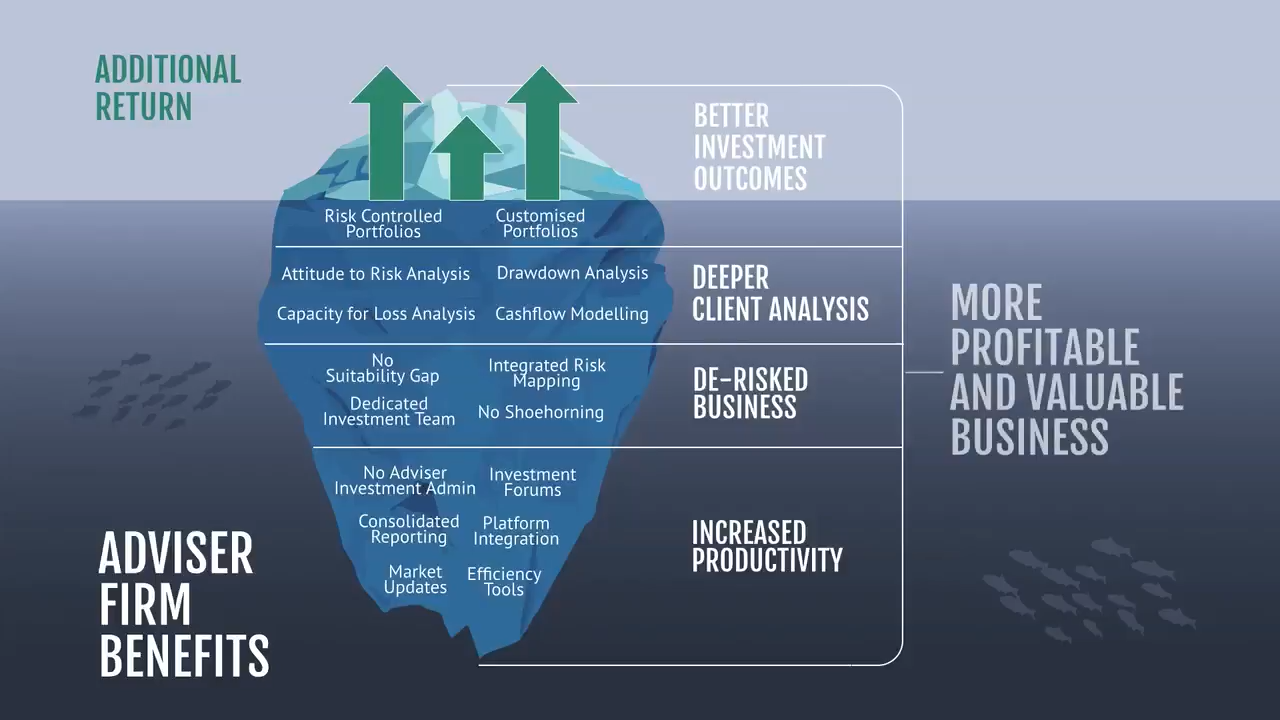 ADDITIONAL
RETURN
BETTER
INVESTMENT
OUTCOMES
Risk Controlled
Portfolios
Customised
Portfolios
Attitude to Risk Analysis
Drawdown Analysis
Capacity for Loss Analysis
Cashflow Modelling
DEEPER
CLIENT ANALYSIS
No
Suitability Gap
Integrated Risk
Mapping
Dedicated
Investment Team
No Shoehorning
DE-RISKED
BUSINESS
No Adviser
Investment Admin
Investment
Forums
Consolidated
Reporting
Platform
Integration
Market
Updates
Efficiency
Tools
INCREASED
PRODUCTIVITY
MORE
PROFITABLE
AND VALUABLE
BUSINESS
ADVISER
FIRM
BENEFITS